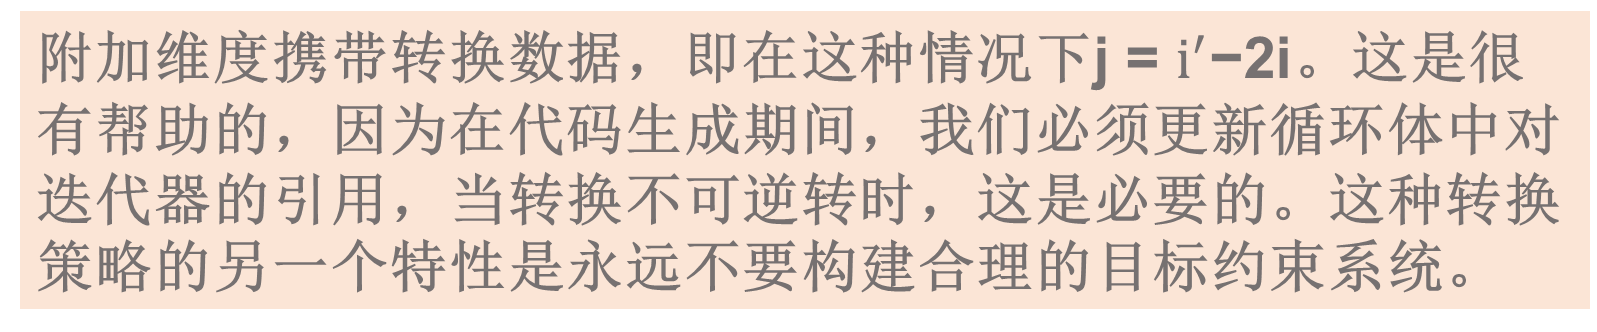 附加维度携带转换数据，即在这种情况下j = i′−2i。这是很
有帮助的，因为在代码生成期间，我们必须更新循环体中对
迭代器的引用，当转换不可逆转时，这是必要的。这种转换
策略的另一个特性是永远不要构建合理的目标约束系统。